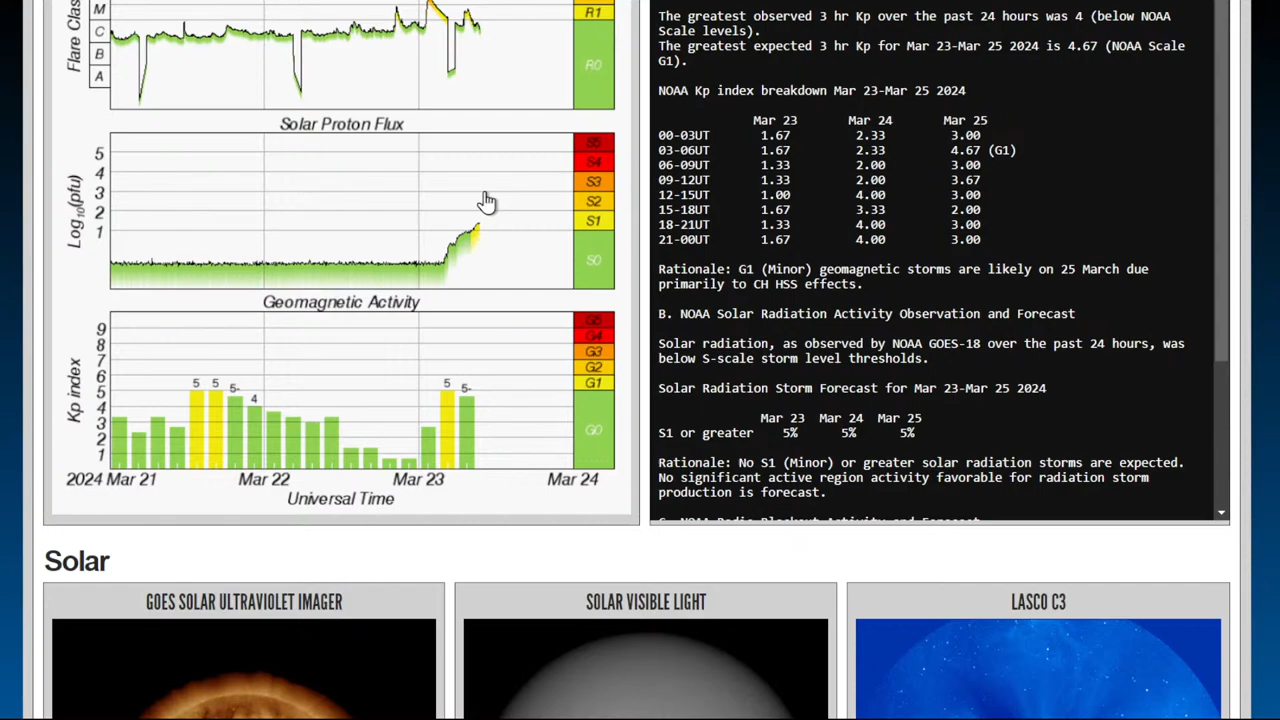 Flare Clas
M
C
B
A
R1
R0
Solar Proton Flux
Log10(pfu)
5
4
3
2
1
S5
S4
S3
S2
S1
S0
Geomagnetic Activity
Kp index
9
8
7
6
5
4
3
2
1
5 5 5- 4 5 5-
G5
G4
G3
G2
G1
G0
2024 Mar 21 Mar 22 Mar 23 Mar 24
Universal Time
The greatest observed 3 hr Kp over the past 24 hours was 4 (below NOAA
Scale levels).
The greatest expected 3 hr Kp for Mar 23-Mar 25 2024 is 4.67 (NOAA Scale
G1).
NOAA Kp index breakdown Mar 23-Mar 25 2024
Mar 23 Mar 24 Mar 25
00-03UT 1.67 2.33 3.00
03-06UT 1.67 2.33 4.67 (G1)
06-09UT 1.33 2.00 3.00
09-12UT 1.33 2.00 3.67
12-15UT 1.00 4.00 3.00
15-18UT 1.67 3.33 2.00
18-21UT 1.33 4.00 3.00
21-00UT 1.67 4.00 3.00
Rationale: G1 (Minor) geomagnetic storms are likely on 25 March due
primarily to CH HSS effects.
B. NOAA Solar Radiation Activity Observation and Forecast
Solar radiation, as observed by NOAA GOES-18 over the past 24 hours, was
below S-scale storm level thresholds.
Solar Radiation Storm Forecast for Mar 23-Mar 25 2024
Mar 23 Mar 24 Mar 25
S1 or greater 5% 5% 5%
Rationale: No S1 (Minor) or greater solar radiation storms are expected.
No significant active region activity favorable for radiation storm
production is forecast.
C. NOAA Radio Blackout Activity and Forecast
Solar
GOES SOLAR ULTRAVIOLET IMAGER
SOLAR VISIBLE LIGHT
LASCO C3